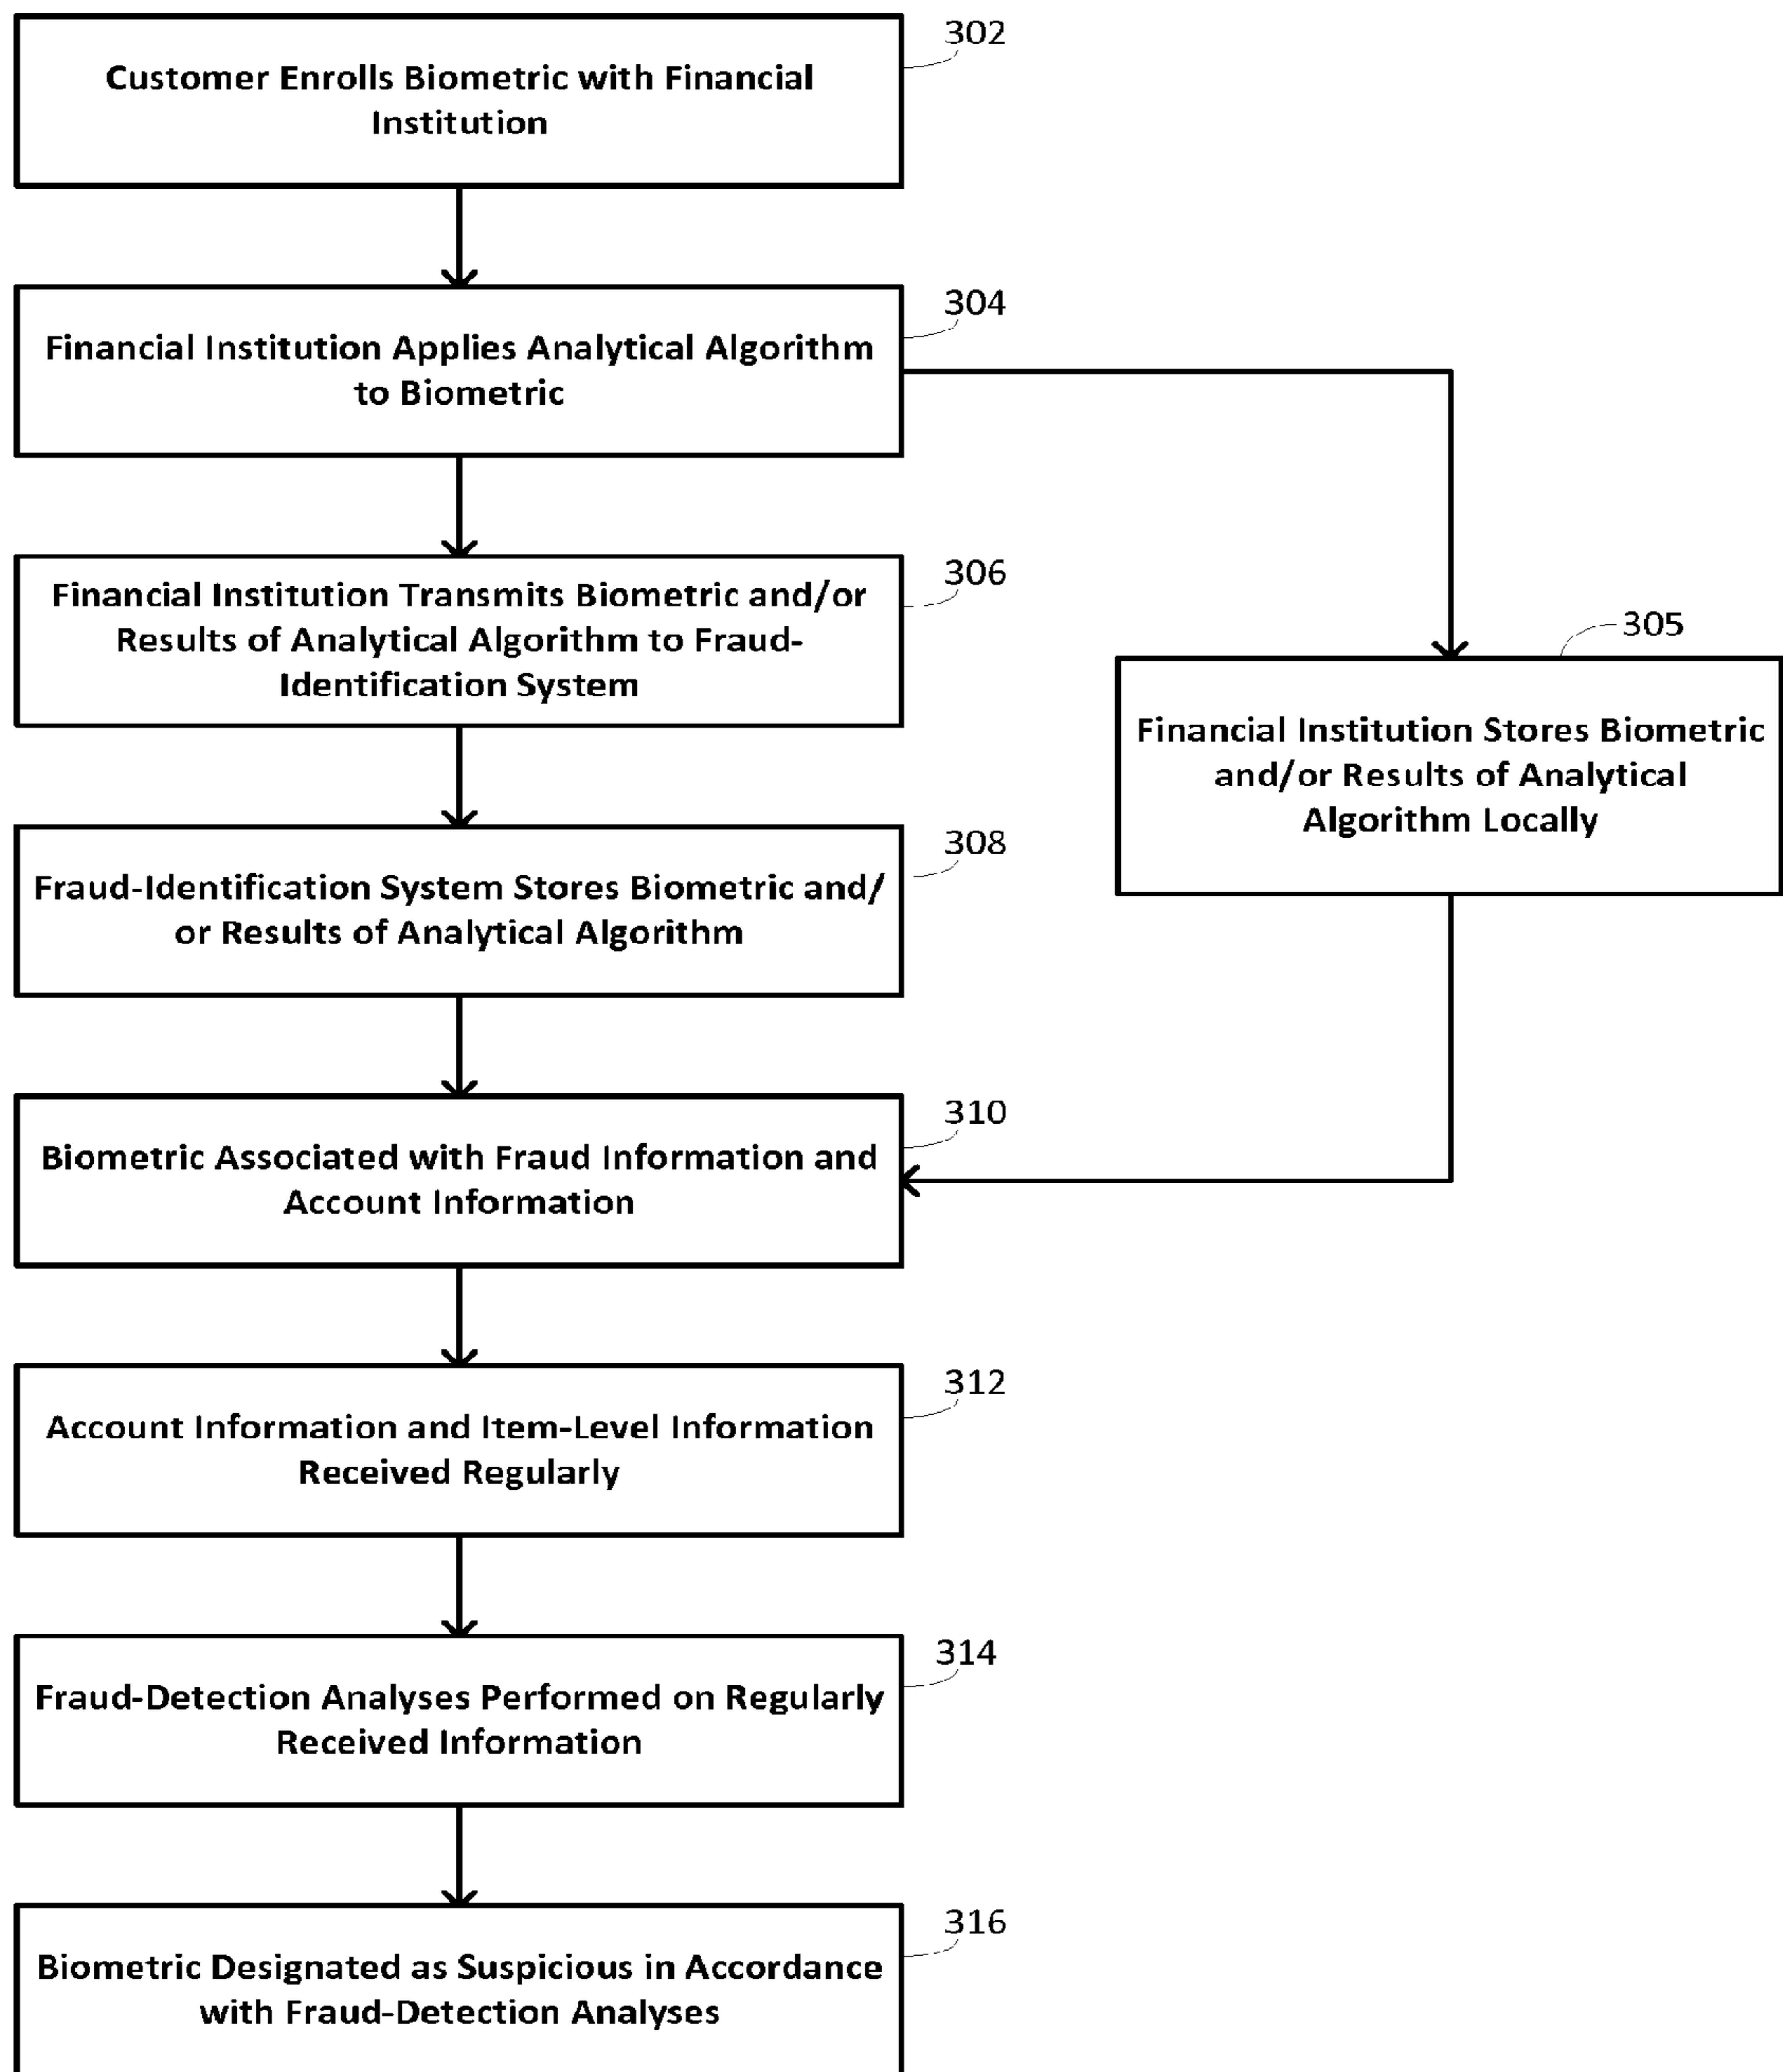 302
Customer Enrolls Biometric with Financial
Institution
304
Financial Institution Applies Analytical Algorithm
to Biometric
306
Financial Institution Transmits Biometric and/or
Results of Analytical Algorithm to Fraud-
Identification System
305
Financial Institution Stores Biometric
and/or Results of Analytical
Algorithm Locally
308
Fraud-Identification System Stores Biometric and/
or Results of Analytical Algorithm
310
Biometric Associated with Fraud Information and
Account Information
312
Account Information and Item-Level Information
Received Regularly
314
Fraud-Detection Analyses Performed on Regularly
Received Information
316
Biometric Designated as Suspicious in Accordance
with Fraud-Detection Analyses